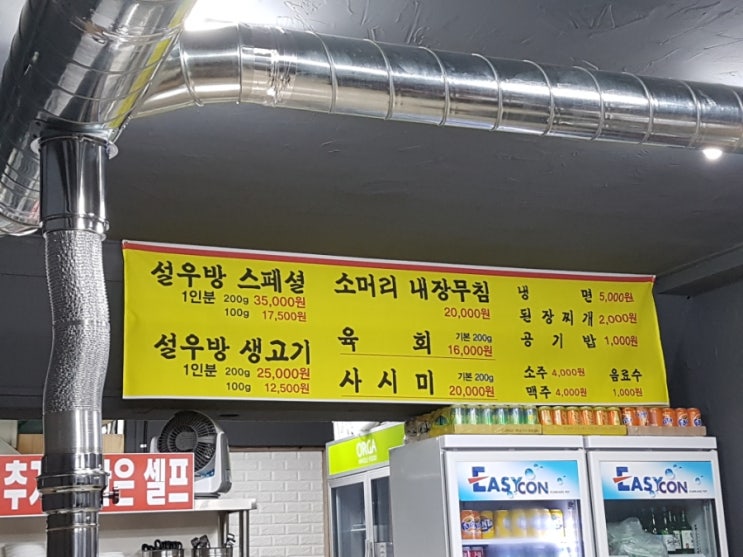 설우방 스페셜
1인분 200g 35,000원
100g 17,500원
설우방 생고기
1인분 200g 25,000원
100g 12,500원
소머리 내장무침
20,000원
육 회 기본 200g
16,000원
사 시 미 기본 200g
20,000원
냉 면 5,000원
된장찌개 2,000원
공 기 밥 1,000원
소주 4,000원 음료수
맥주 4,000원 1,000원
셀프
ORGA
EASYCON
EASYCON